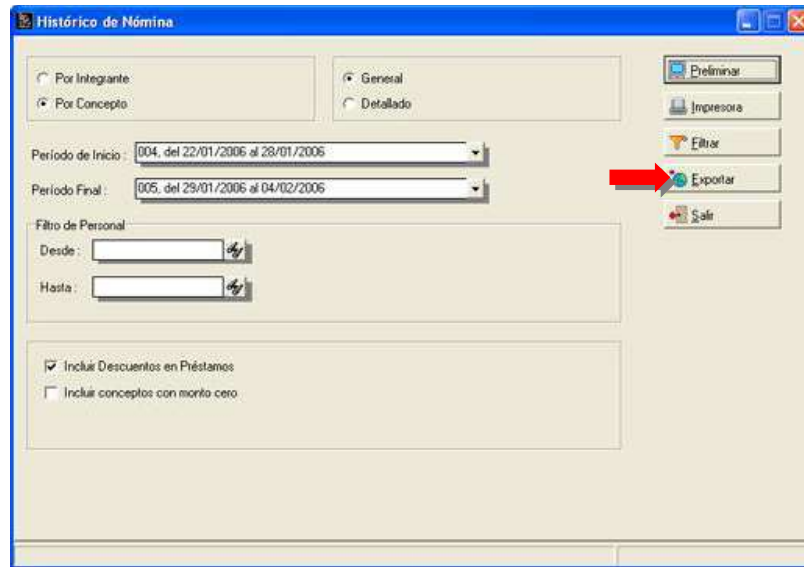 Histórico de Nómina
Por Integrante
Por Concepto
General
Detallado
Preliminar
Impresora
Filtrar
Exportar
Salir
Período de Inicio :
004, del 22/01/2006 al 28/01/2006
Período Final :
005, del 29/01/2006 al 04/02/2006
Filtro de Personal
Desde :
Hasta :
Incluir Descuentos en Préstamos
Incluir conceptos con monto cero